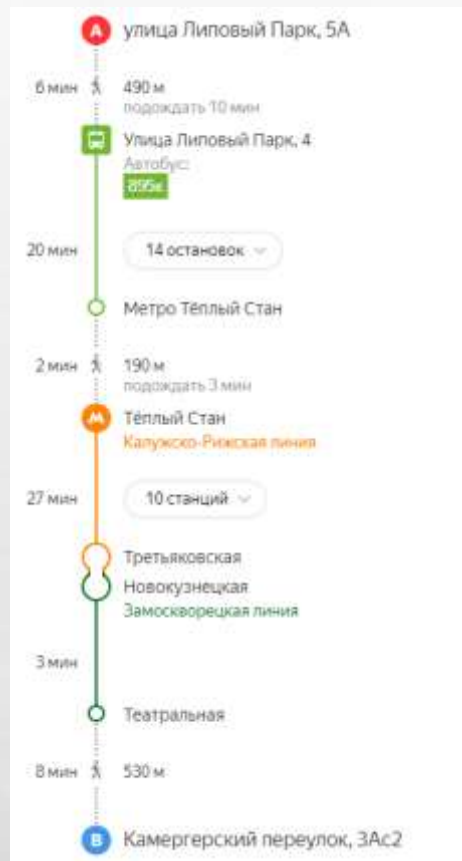 А улица Липовый Парк, 5А
6 мин 490 м
подождать 10 мин
Улица Липовый Парк, 4
Автобус:
895к
20 мин 14 остановок
Метро Тёплый Стан
2 мин 190 м
подождать 3 мин
М Тёплый Стан
Калужско-Рижская линия
27 мин 10 станций
Третьяковская
Новокузнецкая
Замоскворецкая линия
3 мин
Театральная
8 мин 530 м
В Камергерский переулок, 3Ас2